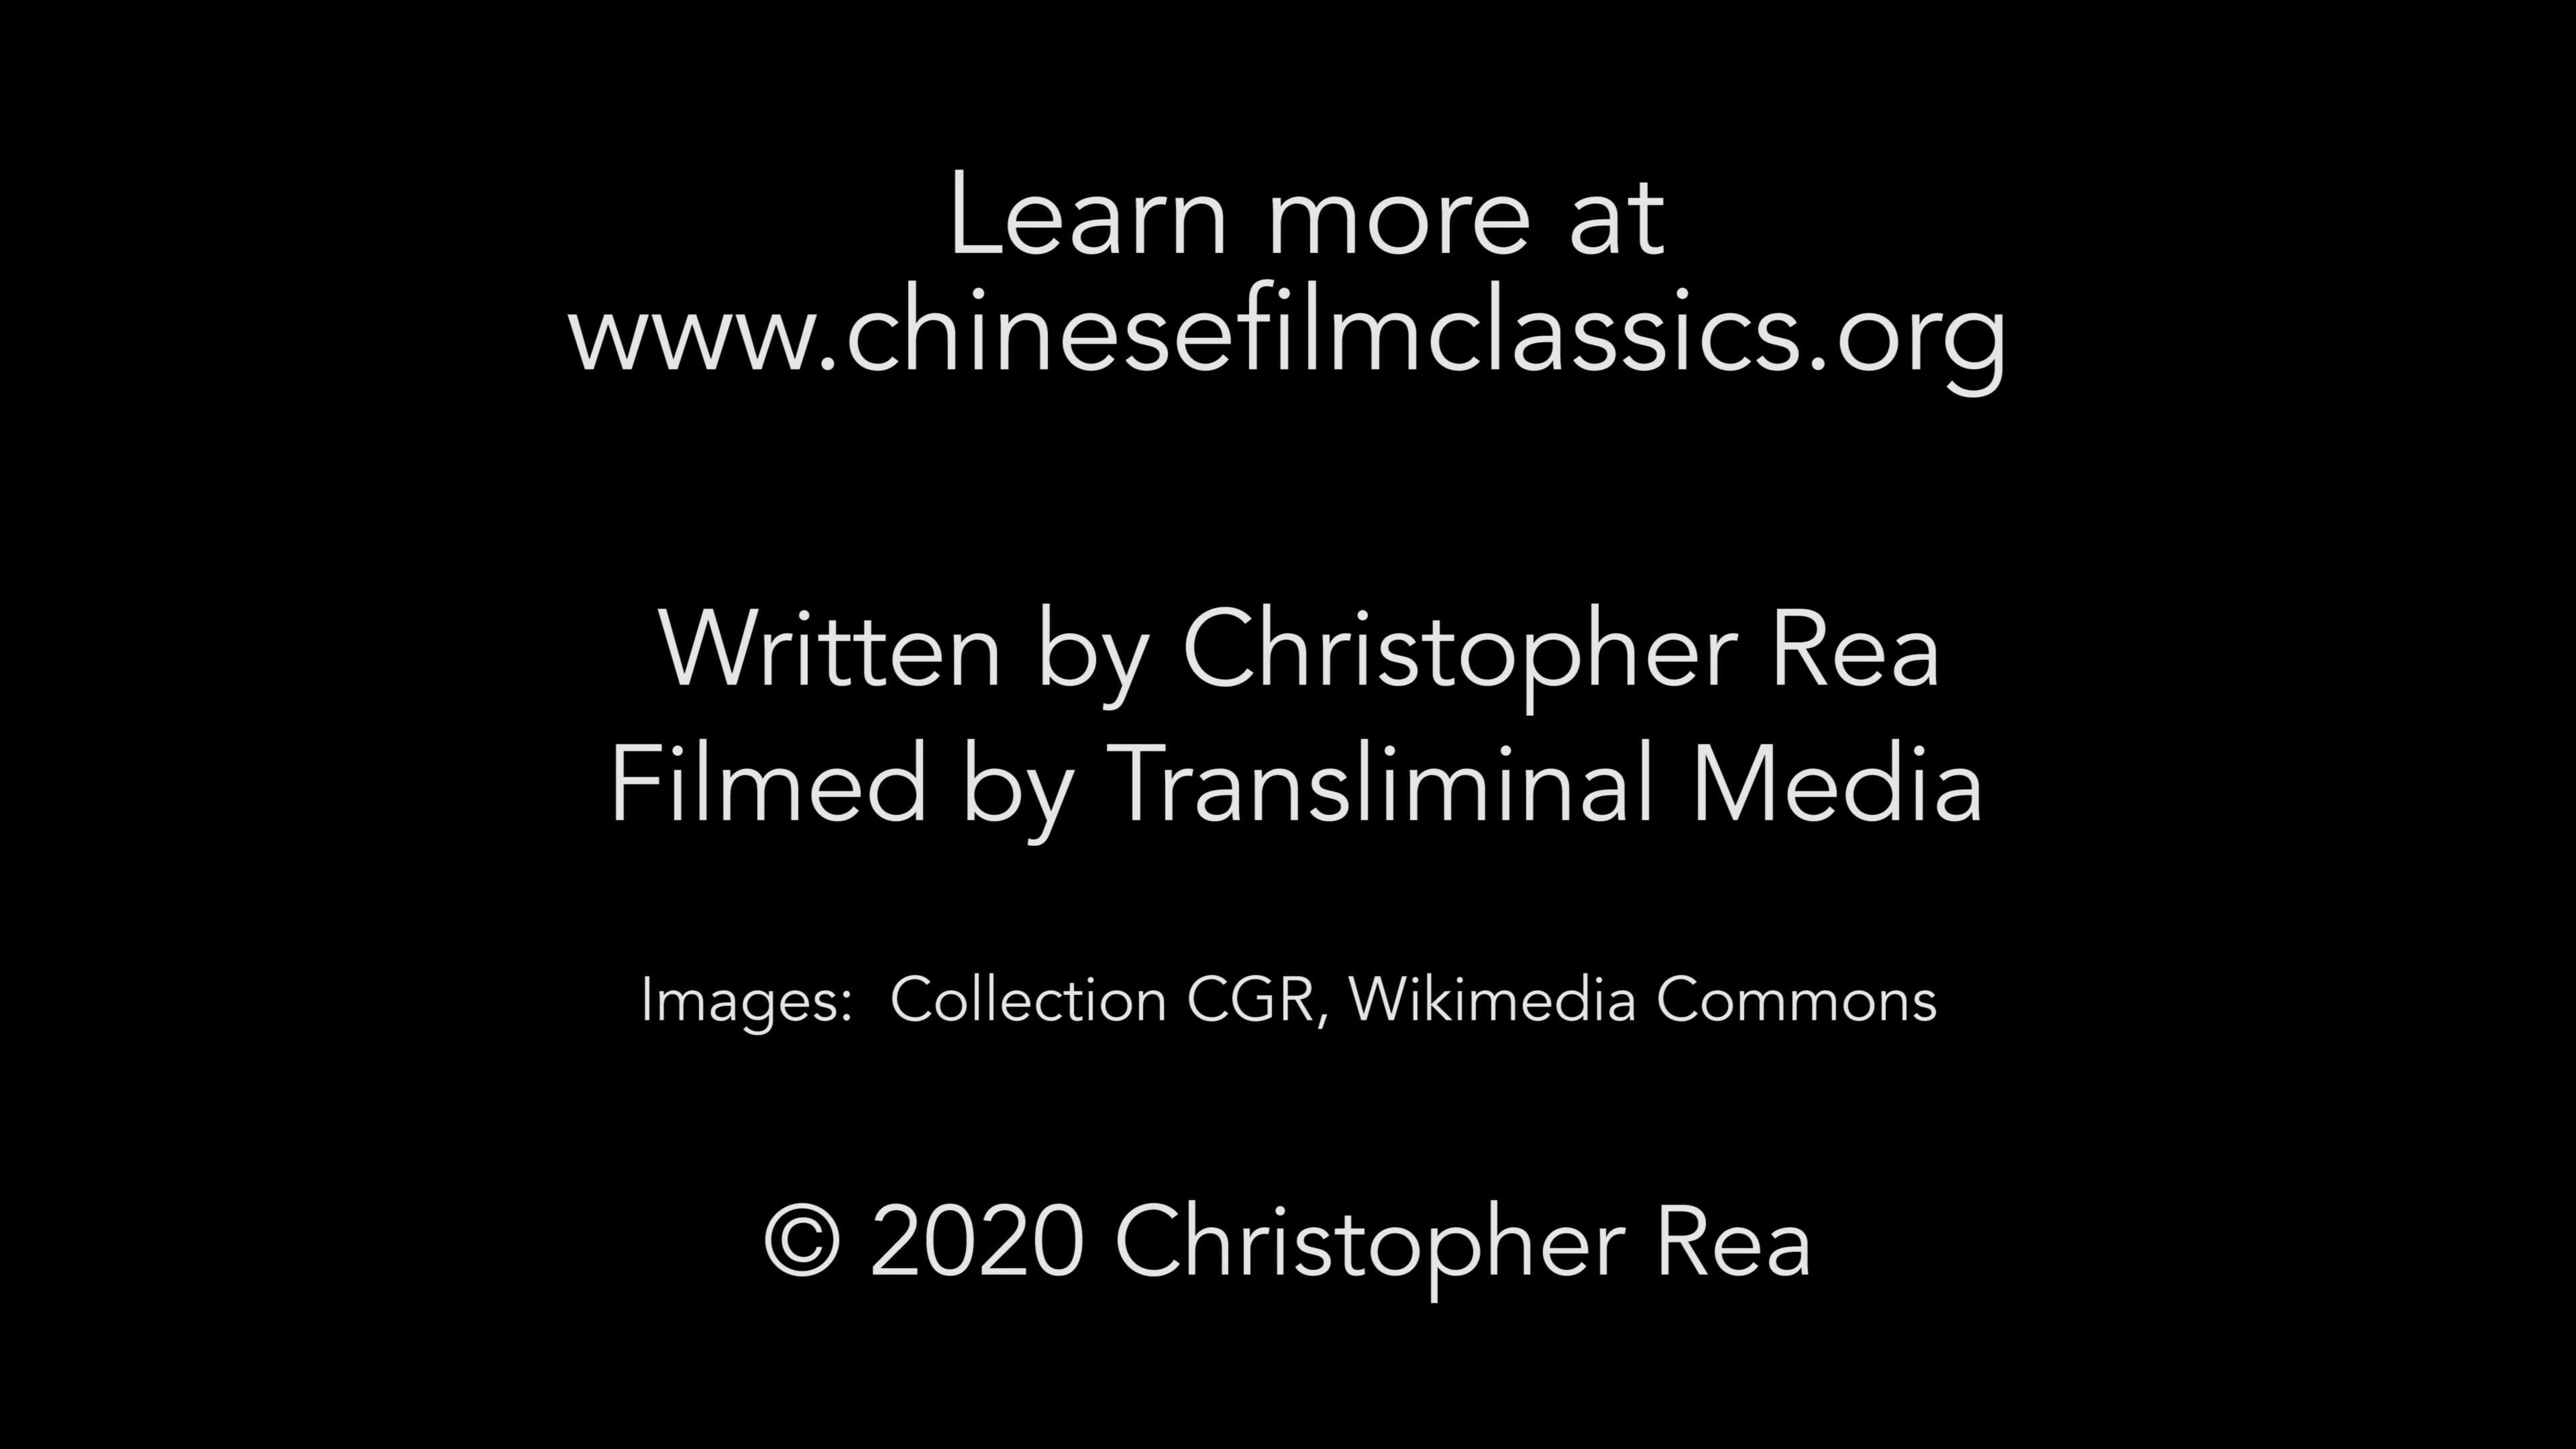 Learn more at
www.chinesefilmclassics.org
Written by Christopher Rea
Filmed by Transliminal Media
Images: Collection CGR, Wikimedia Commons
© 2020 Christopher Rea